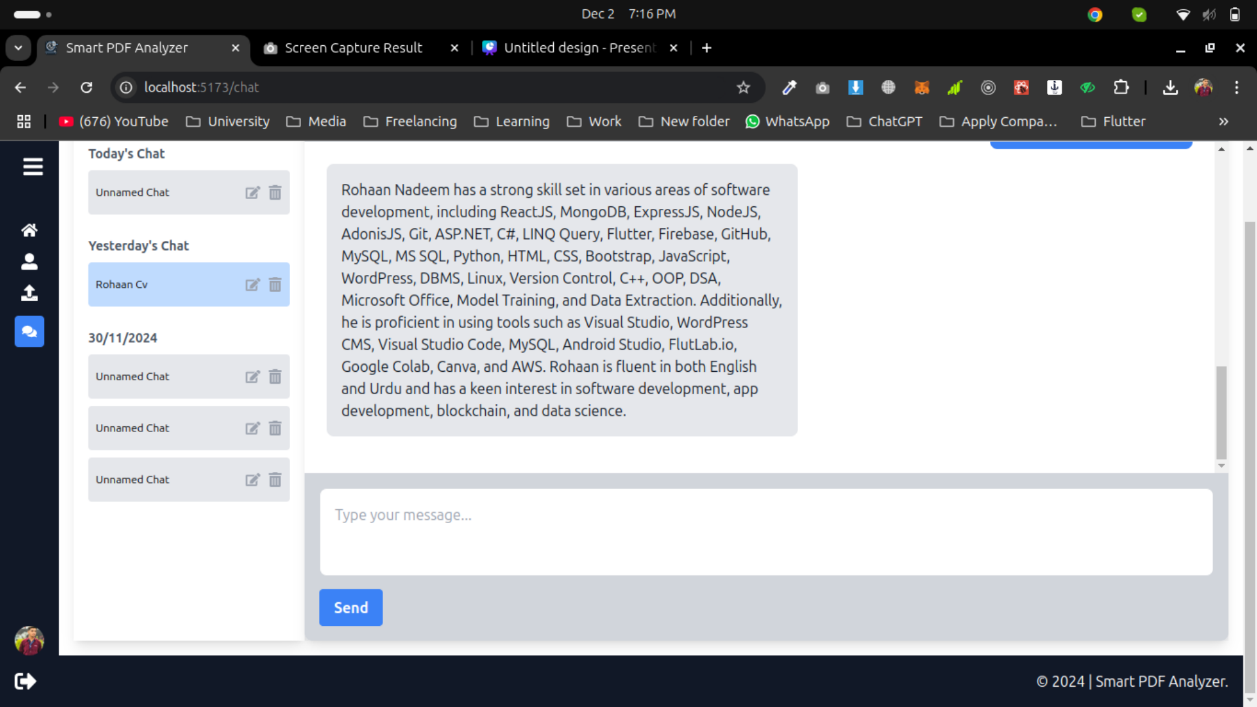 Dec 2 7:16 PM
Smart PDF Analyzer
Screen Capture Result
Untitled design - Present
localhost:5173/chat
(676) YouTube
University
Media
Freelancing
Learning
Work
New folder
WhatsApp
ChatGPT
Apply Compa...
Flutter
Today's Chat
Unnamed Chat
Yesterday's Chat
Rohaan Cv
30/11/2024
Unnamed Chat
Unnamed Chat
Unnamed Chat
Rohaan Nadeem has a strong skill set in various areas of software
development, including ReactJS, MongoDB, ExpressJS, NodeJS,
AdonisJS, Git, ASP.NET, C#, LINQ Query, Flutter, Firebase, GitHub,
MySQL, MS SQL, Python, HTML, CSS, Bootstrap, JavaScript,
WordPress, DBMS, Linux, Version Control, C++, OOP, DSA,
Microsoft Office, Model Training, and Data Extraction. Additionally,
he is proficient in using tools such as Visual Studio, WordPress
CMS, Visual Studio Code, MySQL, Android Studio, FlutLab.io,
Google Colab, Canva, and AWS. Rohaan is fluent in both English
and Urdu and has a keen interest in software development, app
development, blockchain, and data science.
Type your message...
Send
© 2024 | Smart PDF Analyzer.